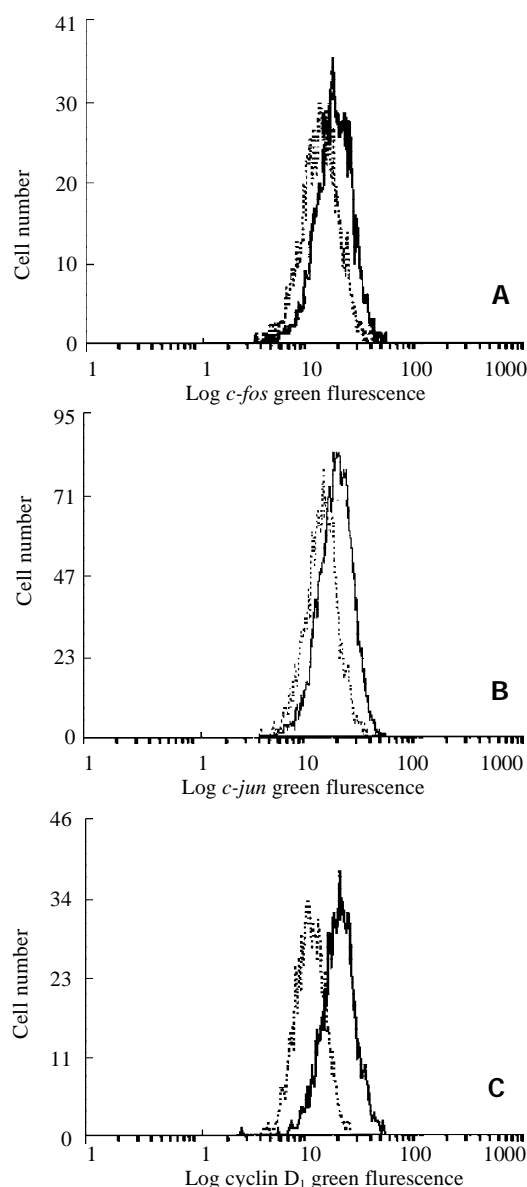 41
30
20
10
0
Cell number
A
1 1 10 100 1000
Log c-fos green flurescence
95
71
47
23
0
Cell number
B
1 1 10 100 1000
Log c-jun green flurescence
46
34
23
11
0
Cell number
C
1 1 10 100 1000
Log cyclin D₁ green flurescence